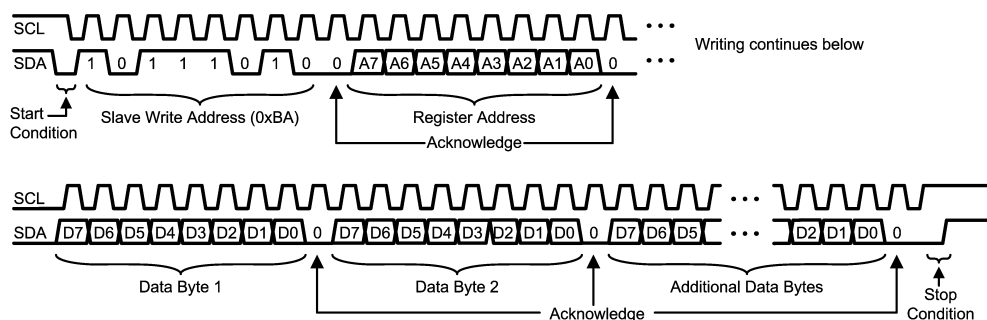 SCL
SDA 1 0 1 1 1 0 1 0 0 A7 A6 A5 A4 A3 A2 A1 A0 0
Writing continues below
Start Condition
Slave Write Address (0xBA)
Register Address
Acknowledge
SCL
SDA D7 D6 D5 D4 D3 D2 D1 D0 0 D7 D6 D5 D4 D3 D2 D1 D0 0 D7 D6 D5 D2 D1 D0 0
Data Byte 1
Data Byte 2
Additional Data Bytes
Acknowledge
Stop
Condition